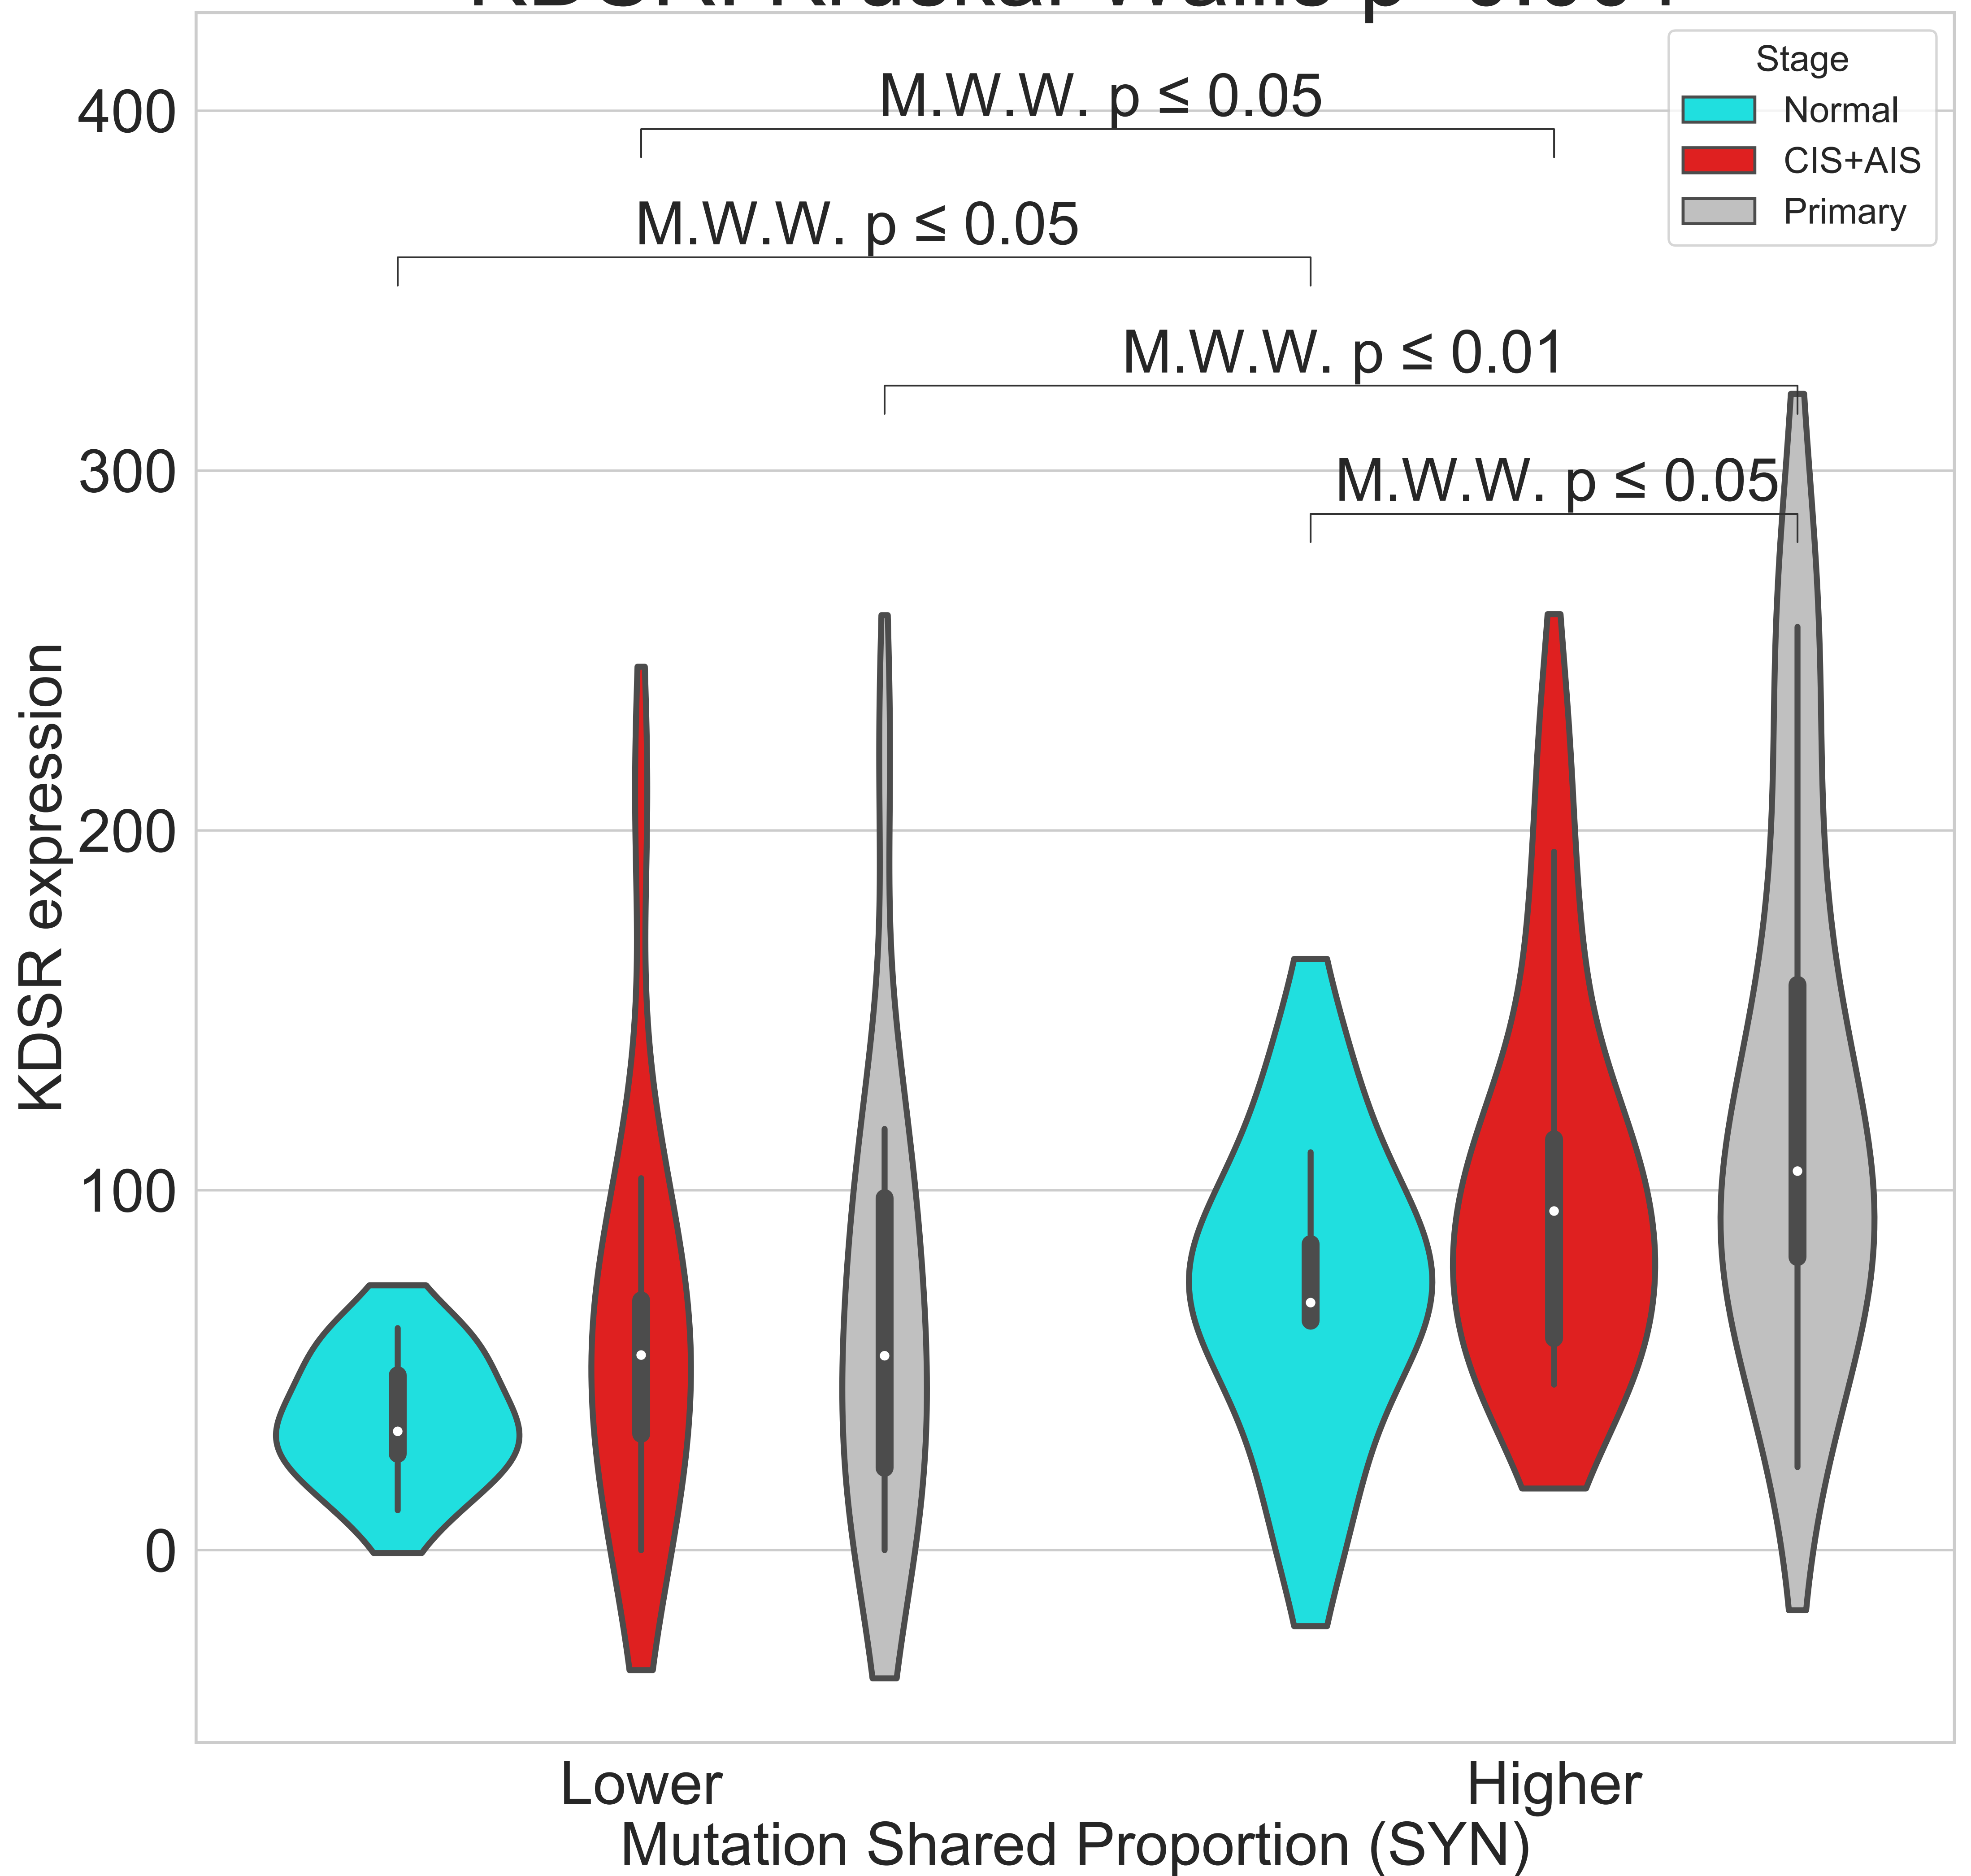 Stage
Normal
CIS+AIS
Primary
M.W.W. p ≤ 0.05
M.W.W. p ≤ 0.05
M.W.W. p ≤ 0.01
M.W.W. p ≤ 0.05
400
300
200
100
0
KDSR expression
Lower
Higher
Mutation Shared Proportion (SYN)